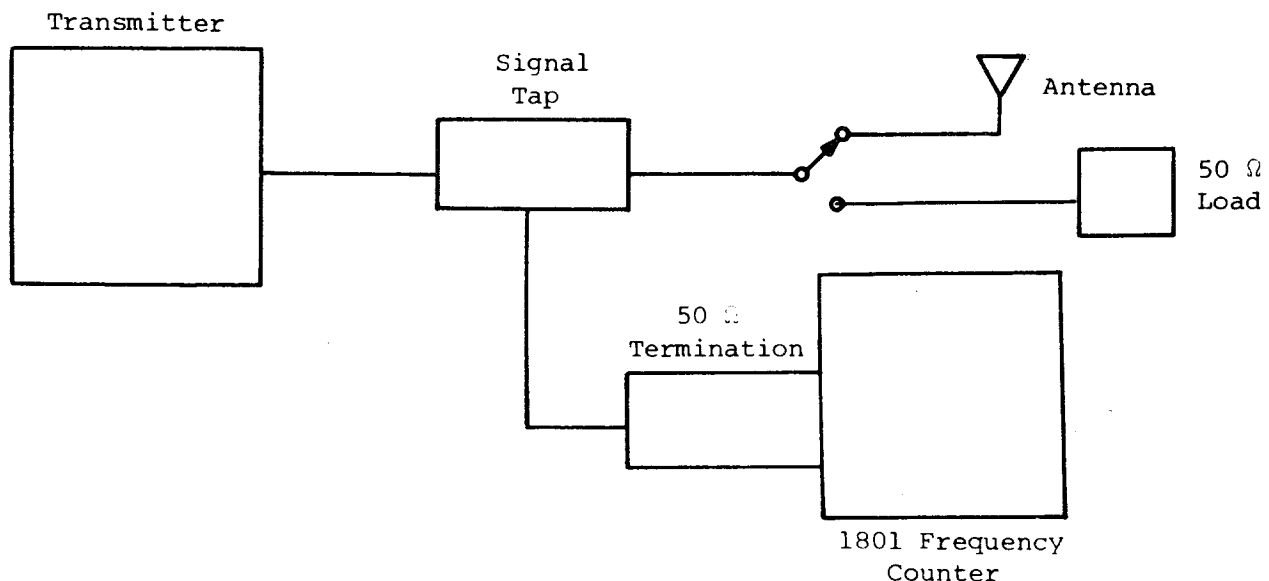 Transmitter
Signal
Tap
Antenna
50 Ω
Load
50 Ω
Termination
1801 Frequency
Counter